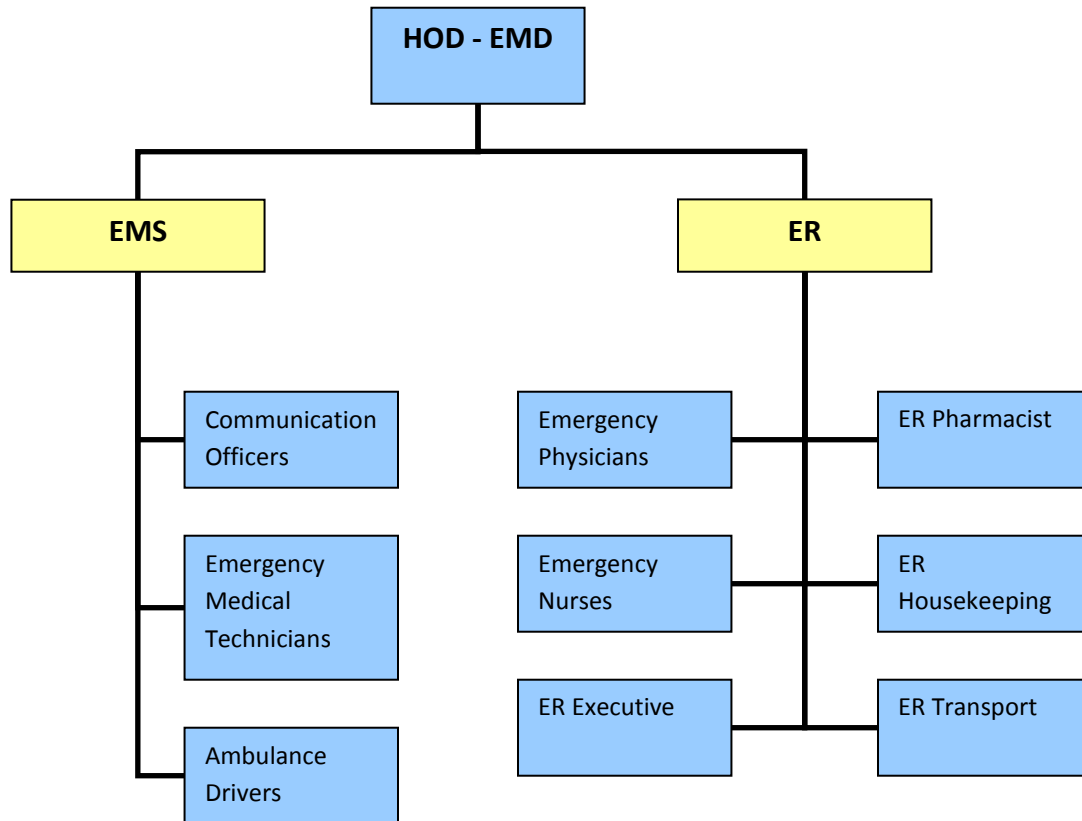 HOD - EMD
EMS
ER
Communication
Officers
Emergency
Medical
Technicians
Ambulance
Drivers
Emergency
Physicians
ER Pharmacist
Emergency
Nurses
ER
Housekeeping
ER Executive
ER Transport